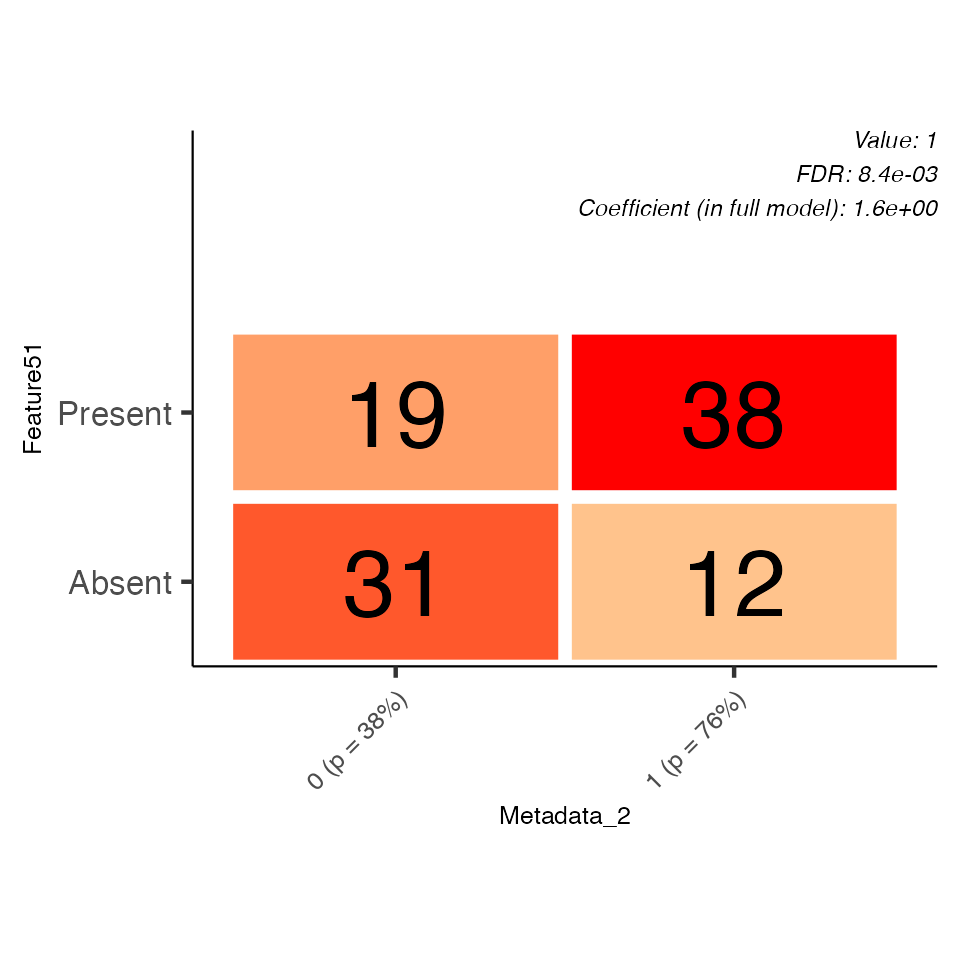 Value: 1
FDR: 8.4e-03
Coefficient (in full model): 1.6e+00
Feature51
Present
19
38
Absent
31
12
0 (p = 38%)
1 (p = 76%)
Metadata_2